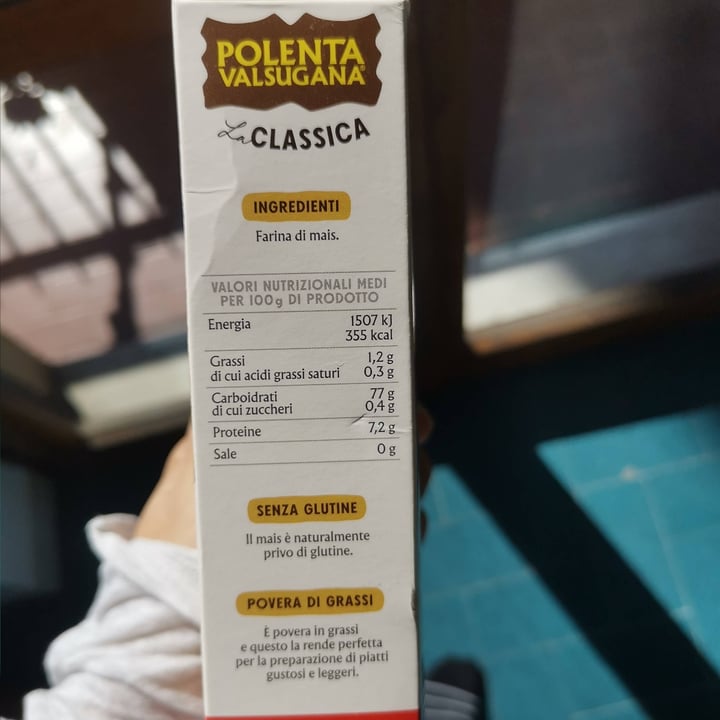 POLENTA
VALSUGANA®
La CLASSICA
INGREDIENTI
Farina di mais.
VALORI NUTRIZIONALI MEDI
PER 100g DI PRODOTTO
Energia 1507 kJ
355 kcal
Grassi 1,2 g
di cui acidi grassi saturi 0,3 g
Carboidrati 77 g
di cui zuccheri 0,4 g
Proteine 7,2 g
Sale 0 g
SENZA GLUTINE
Il mais è naturalmente
privo di glutine.
POVERA DI GRASSI
È povera in grassi
e questo la rende perfetta
per la preparazione di piatti
gustosi e leggeri.